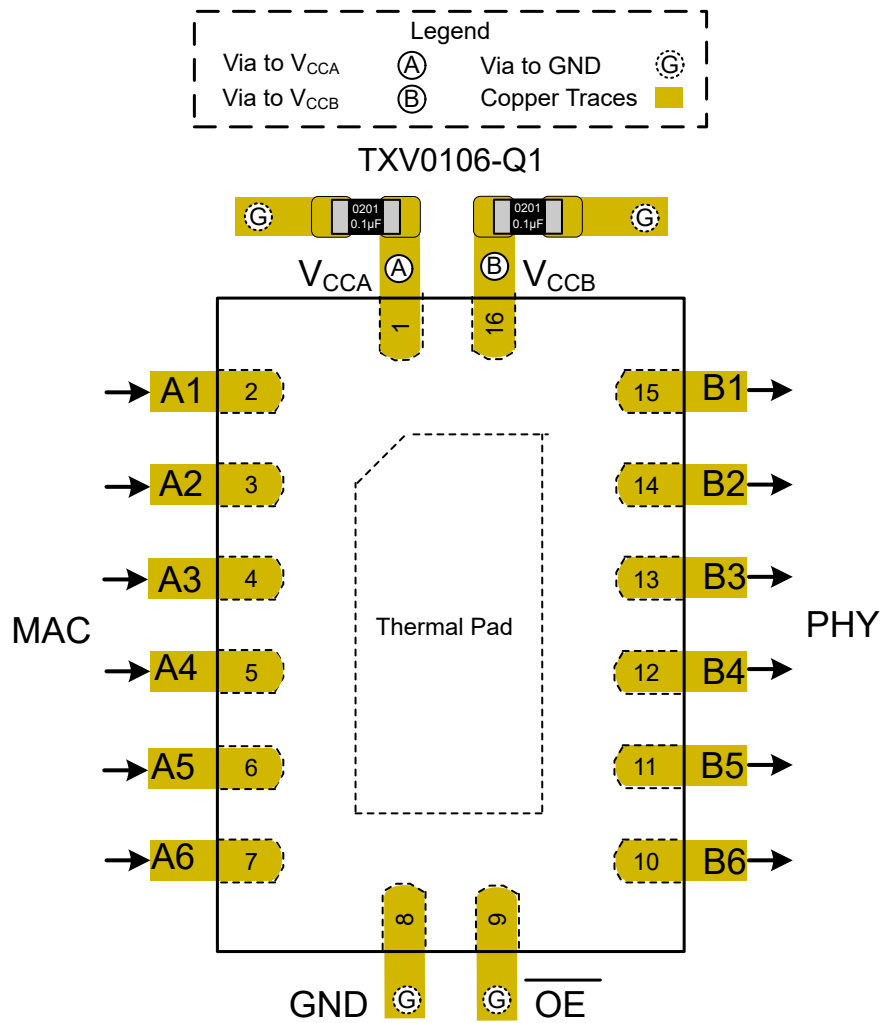 Legend
Via to VCCA A Via to GND G
Via to VCCB B Copper Traces
TXV0106-Q1
G 0201 0201 G
0.1µF 0.1µF
VCCA A B VCCB
1 16
A1 2 15 B1
A2 3 14 B2
A3 4 13 B3
MAC Thermal Pad PHY
A4 5 12 B4
A5 6 11 B5
A6 7 10 B6
8 9
GND G G OE